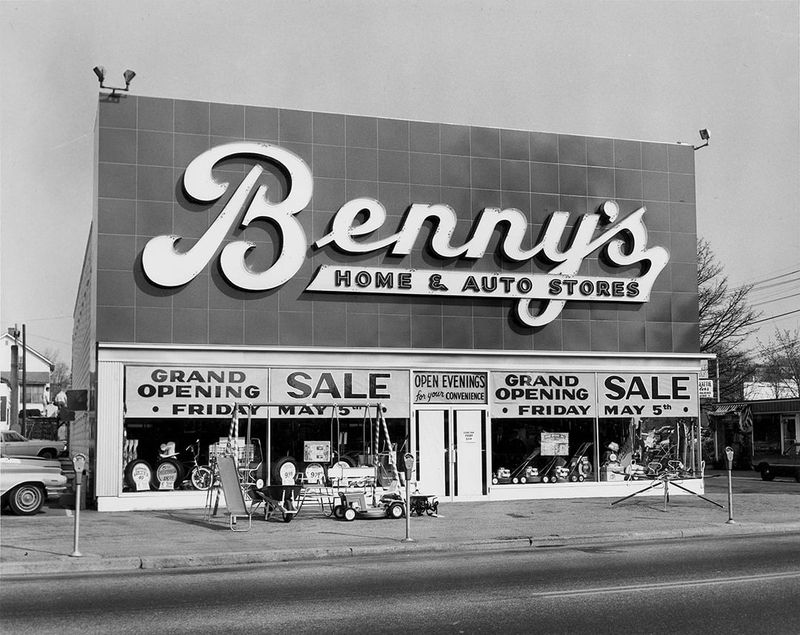 Benny's
HOME & AUTO STORES
GRAND
OPENING
SALE
• FRIDAY MAY 5th •
OPEN EVENINGS
for your CONVENIENCE
GRAND
OPENING
SALE
• FRIDAY MAY 5th •